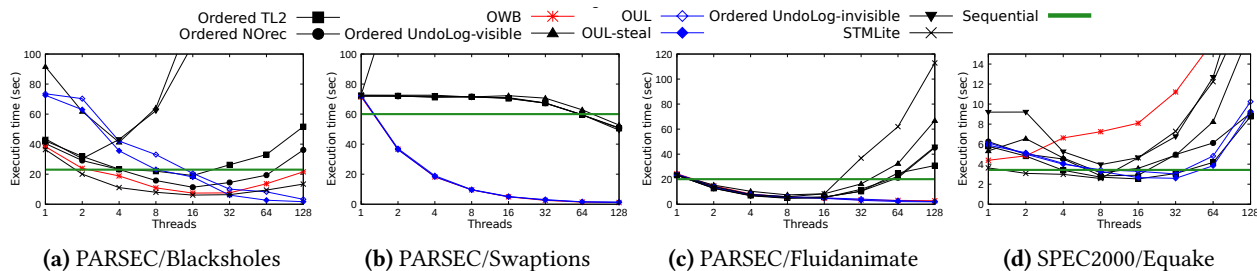 Ordered TL2 OWB OUL Ordered UndoLog-invisible Sequential
Ordered NOrec Ordered UndoLog-visible OUL-steal STMLite
Execution time (sec)
100
80
60
40
20
0
1 2 4 8 16 32 64 128
Threads
(a) PARSEC/Blacksholes
Execution time (sec)
100
80
60
40
20
0
1 2 4 8 16 32 64 128
Threads
(b) PARSEC/Swaptions
Execution time (sec)
120
100
80
60
40
20
0
1 2 4 8 16 32 64 128
Threads
(c) PARSEC/Fluidanimate
Execution time (sec)
14
12
10
8
6
4
2
0
1 2 4 8 16 32 64 128
Threads
(d) SPEC2000/Equake